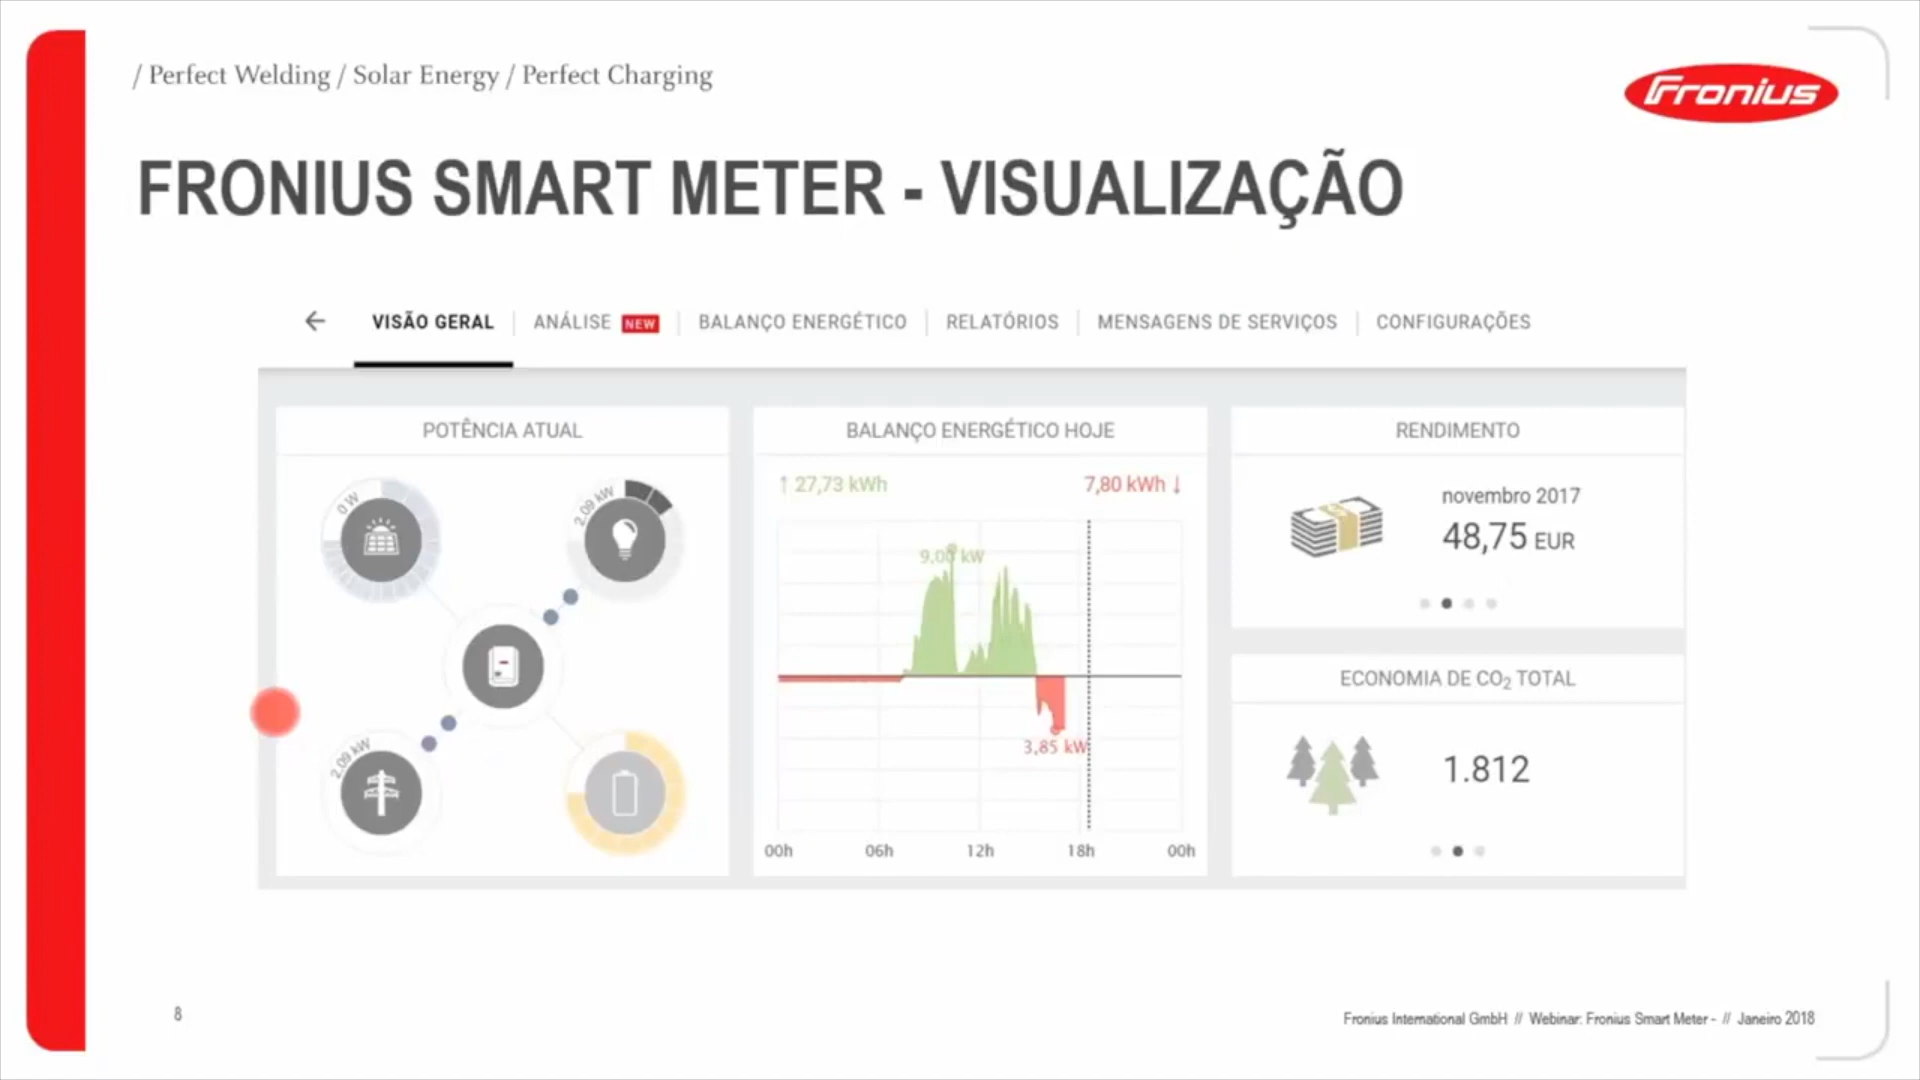 / Perfect Welding / Solar Energy / Perfect Charging
Fronius
FRONIUS SMART METER - VISUALIZAÇÃO
VISÃO GERAL
ANÁLISE NEW
BALANÇO ENERGÉTICO
RELATÓRIOS
MENSAGENS DE SERVIÇOS
CONFIGURAÇÕES
POTÊNCIA ATUAL
0 W
2,09 kW
2,09 kW
BALANÇO ENERGÉTICO HOJE
↑ 27,73 kWh
7,80 kWh ↓
9,00 kW
3,85 kW
00h 06h 12h 18h 00h
RENDIMENTO
novembro 2017
48,75 EUR
ECONOMIA DE CO₂ TOTAL
1.812
8
Fronius International GmbH // Webinar: Fronius Smart Meter - // Janeiro 2018